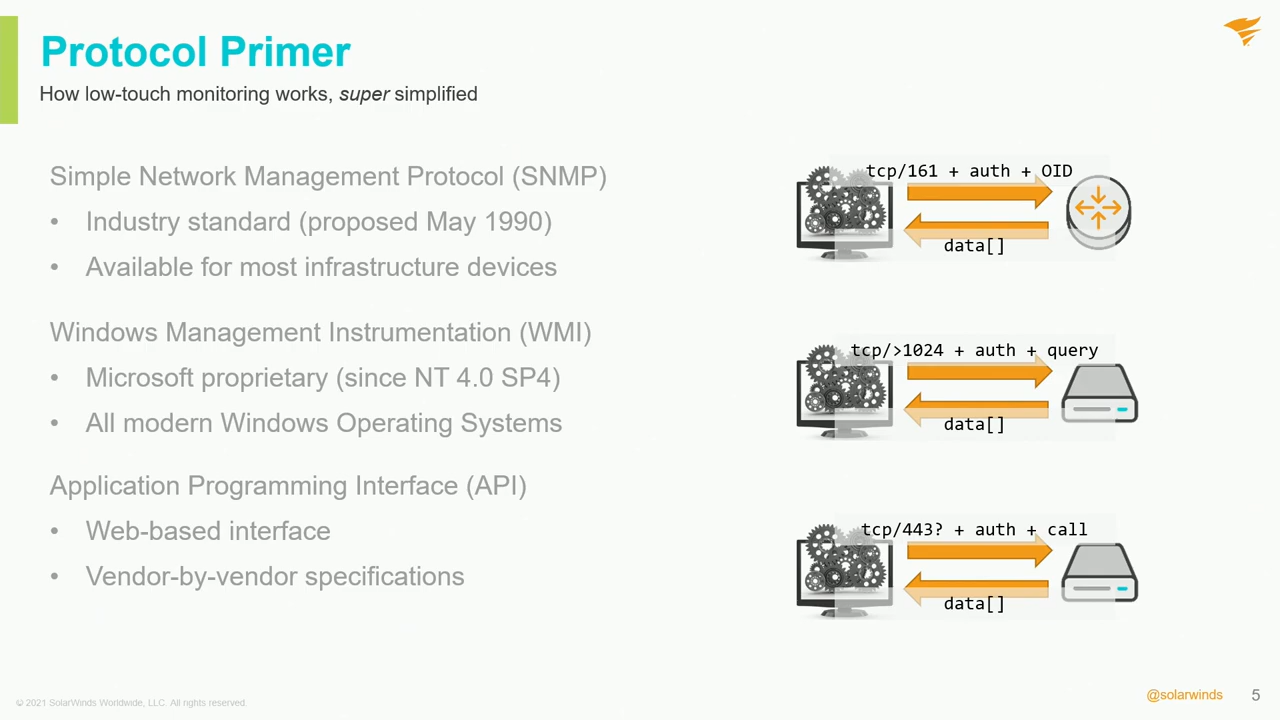 Protocol Primer
How low-touch monitoring works, super simplified
Simple Network Management Protocol (SNMP)
• Industry standard (proposed May 1990)
• Available for most infrastructure devices
Windows Management Instrumentation (WMI)
• Microsoft proprietary (since NT 4.0 SP4)
• All modern Windows Operating Systems
Application Programming Interface (API)
• Web-based interface
• Vendor-by-vendor specifications
tcp/161 + auth + OID
data[]
tcp/>1024 + auth + query
data[]
tcp/443? + auth + call
data[]
© 2021 SolarWinds Worldwide, LLC. All rights reserved.
@solarwinds 5